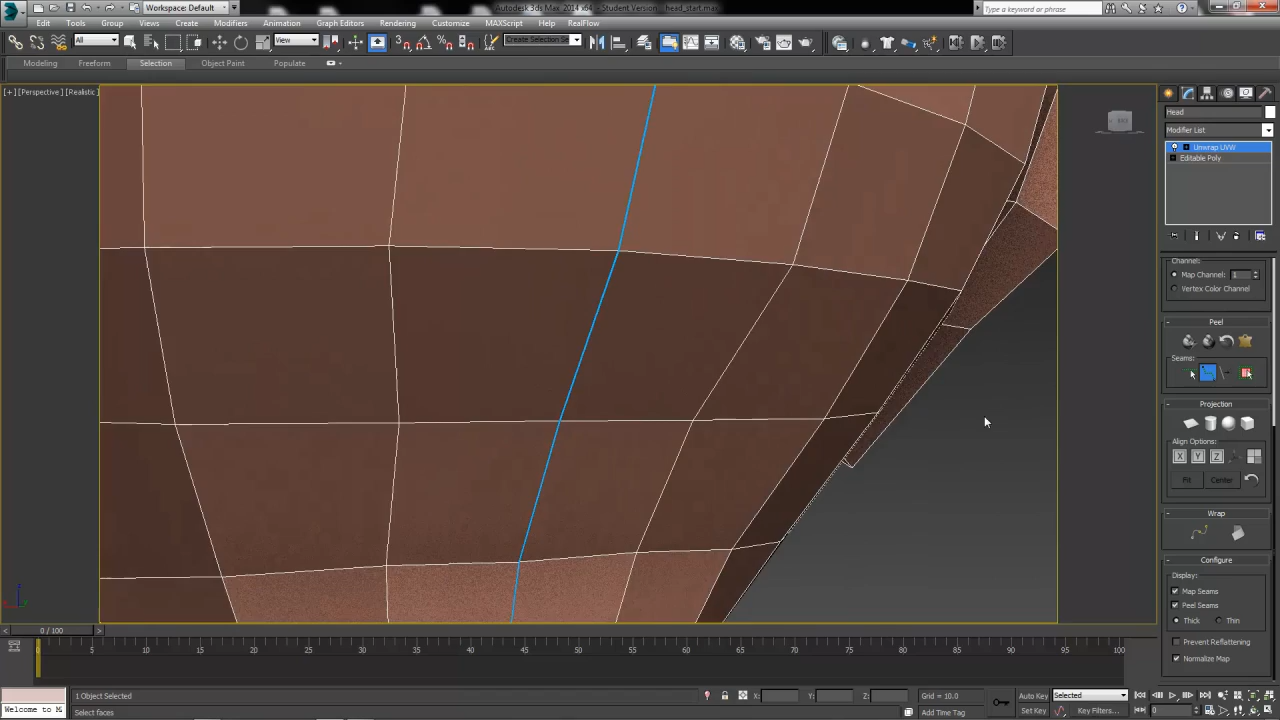 Workspace: Default
Autodesk 3ds Max 2014 x64 - Student Version head_start.max
Type a keyword or phrase
Edit Tools Group Views Create Modifiers Animation Graph Editors Rendering Customize MAXScript Help RealFlow
All View Create Selection Se
Modeling Freeform Selection Object Paint Populate
[+] [Perspective] [Realistic]
Head
Modifier List
Unwrap UVW
Editable Poly
Channel:
Map Channel: 1
Vertex Color Channel
Peel
Seams:
Projection
Align Options:
X Y Z
Fit Center
Wrap
Configure
Display:
Map Seams
Peel Seams
Thick Thin
Prevent Reflattening
Normalize Map
0 / 100
0 5 10 15 20 25 30 35 40 45 50 55 60 65 70 75 80 85 90 95 100
1 Object Selected X: Y: Z: Grid = 10.0 Auto Key Selected
Welcome to M Select faces Add Time Tag Set Key Key Filters... 0